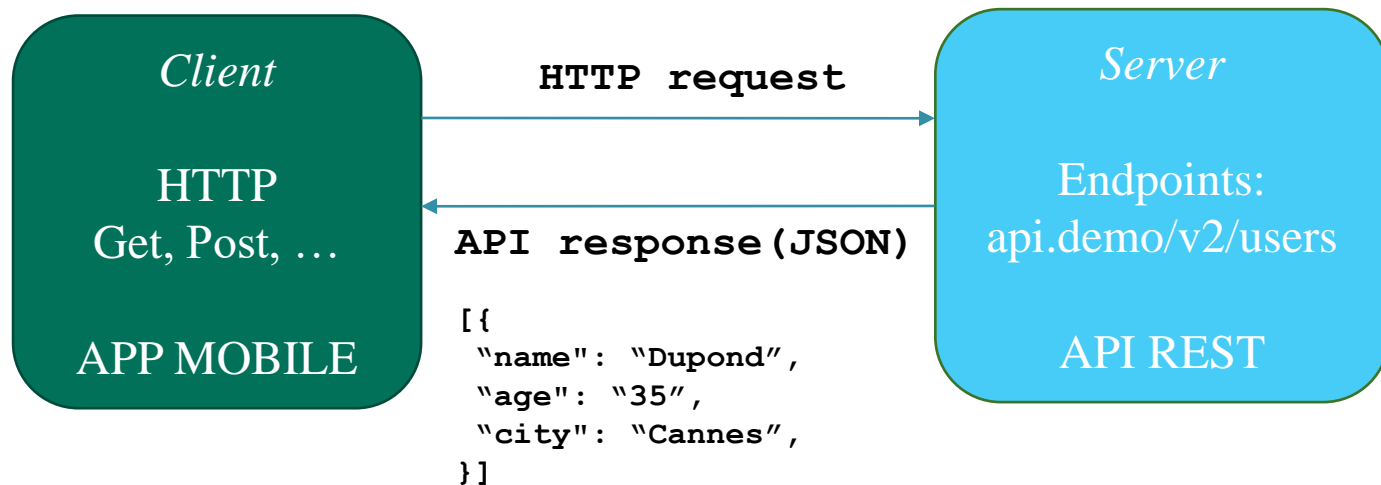 Client
HTTP
Get, Post, …
APP MOBILE
HTTP request
API response(JSON)
[{
“name": “Dupond”,
“age": “35”,
“city": “Cannes”,
}]
Server
Endpoints:
api.demo/v2/users
API REST